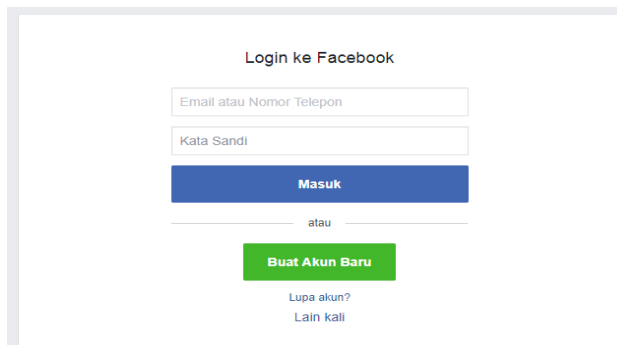 Login ke Facebook
Email atau Nomor Telepon
Kata Sandi
Masuk
atau
Buat Akun Baru
Lupa akun?
Lain kali